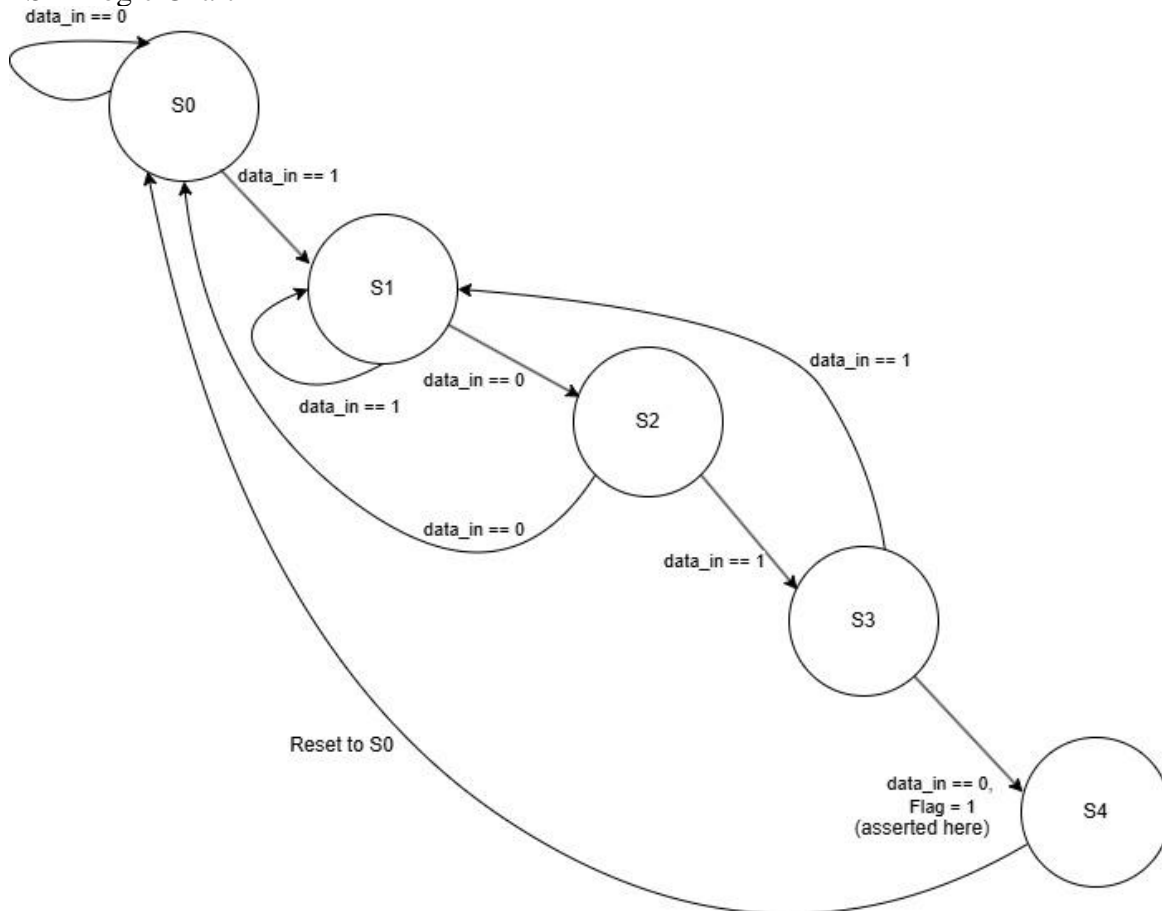 data_in == 0
S0
data_in == 1
S1
data_in == 1
data_in == 0
data_in == 1
S2
data_in == 0
data_in == 1
S3
Reset to S0
data_in == 0,
Flag = 1
(asserted here)
S4